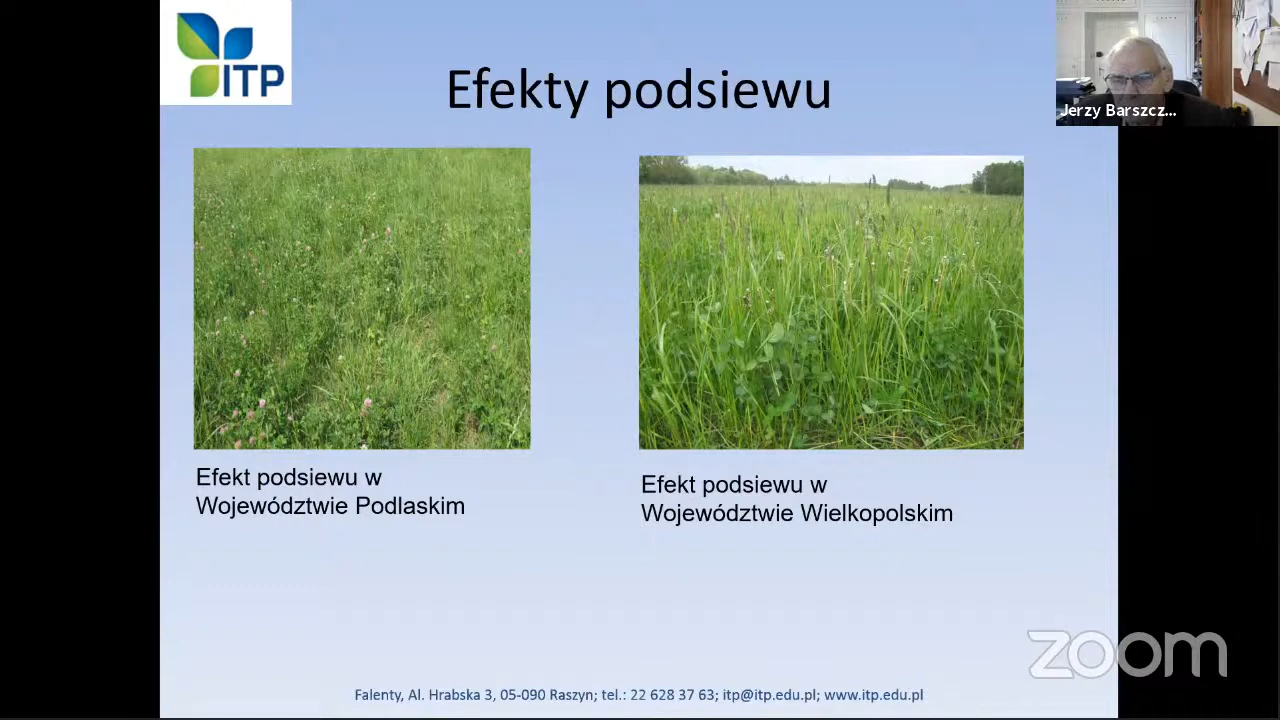 ITP
Efekty podsiewu
Jerzy Barszcz...
Efekt podsiewu w
Województwie Podlaskim
Efekt podsiewu w
Województwie Wielkopolskim
zoom
Falenty, Al. Hrabska 3, 05-090 Raszyn; tel.: 22 628 37 63; itp@itp.edu.pl; www.itp.edu.pl